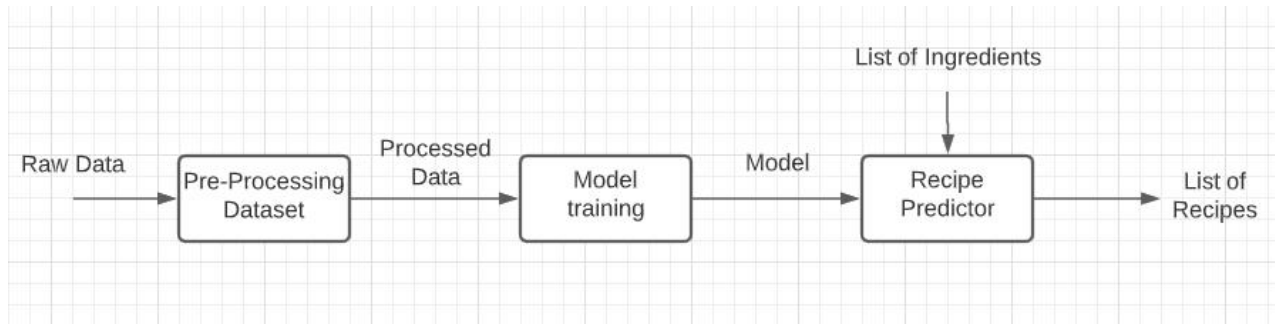 List of Ingredients
Raw Data
Pre-Processing
Dataset
Processed
Data
Model
training
Model
Recipe
Predictor
List of
Recipes